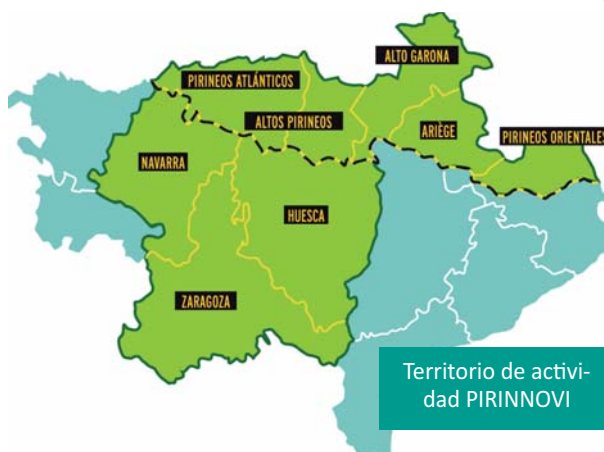 ALTO GARONA
PIRINEOS ATLÁNTICOS
ALTOS PIRINEOS
ARIÈGE
PIRINEOS ORIENTALES
NAVARRA
HUESCA
ZARAGOZA
Territorio de activi-
dad PIRINNOVI